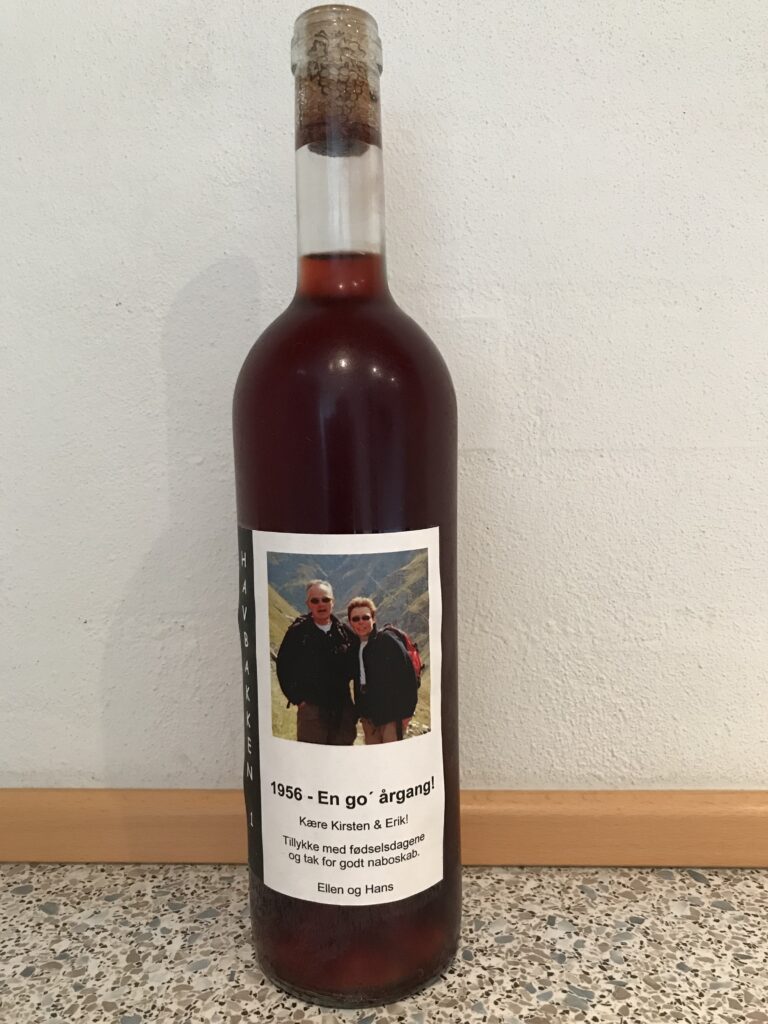 HAVBAKKEN 1
1956 - En go´ årgang!
Kære Kirsten & Erik!
Tillykke med fødselsdagene
og tak for godt naboskab.
Ellen og Hans